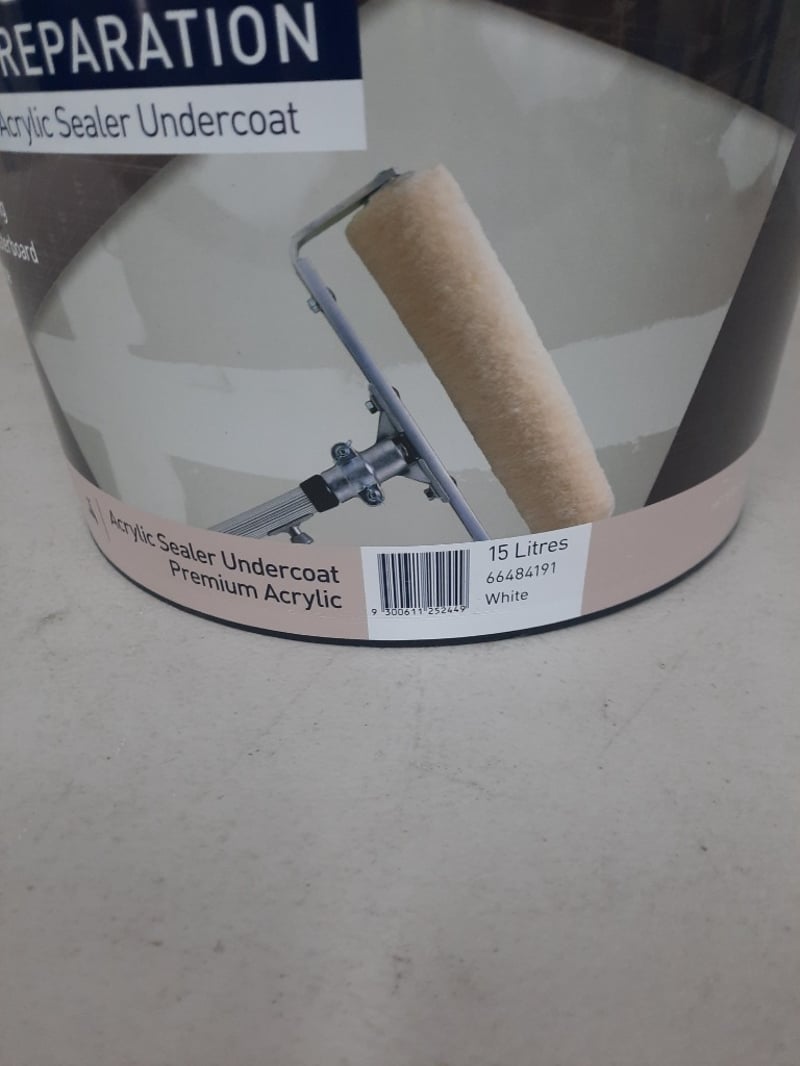 REPARATION
Acrylic Sealer Undercoat
Acrylic Sealer Undercoat
Premium Acrylic
15 Litres
66484191
White
9 300611 252449